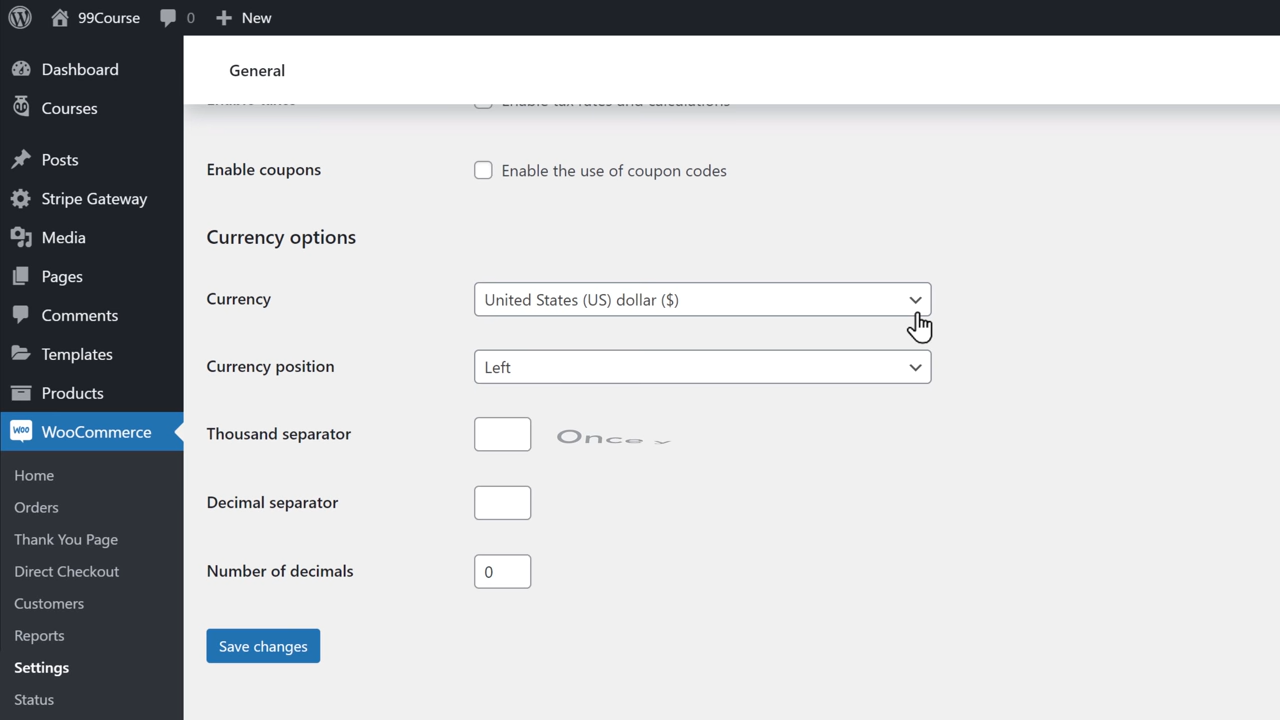 99Course
0
New
General
Dashboard
Courses
Posts
Stripe Gateway
Media
Pages
Comments
Templates
Products
WOO
WooCommerce
Home
Orders
Thank You Page
Direct Checkout
Customers
Reports
Settings
Status
Enable coupons
Enable the use of coupon codes
Currency options
Currency
United States (US) dollar ($)
Currency position
Left
Thousand separator
Once
Decimal separator
Number of decimals
0
Save changes